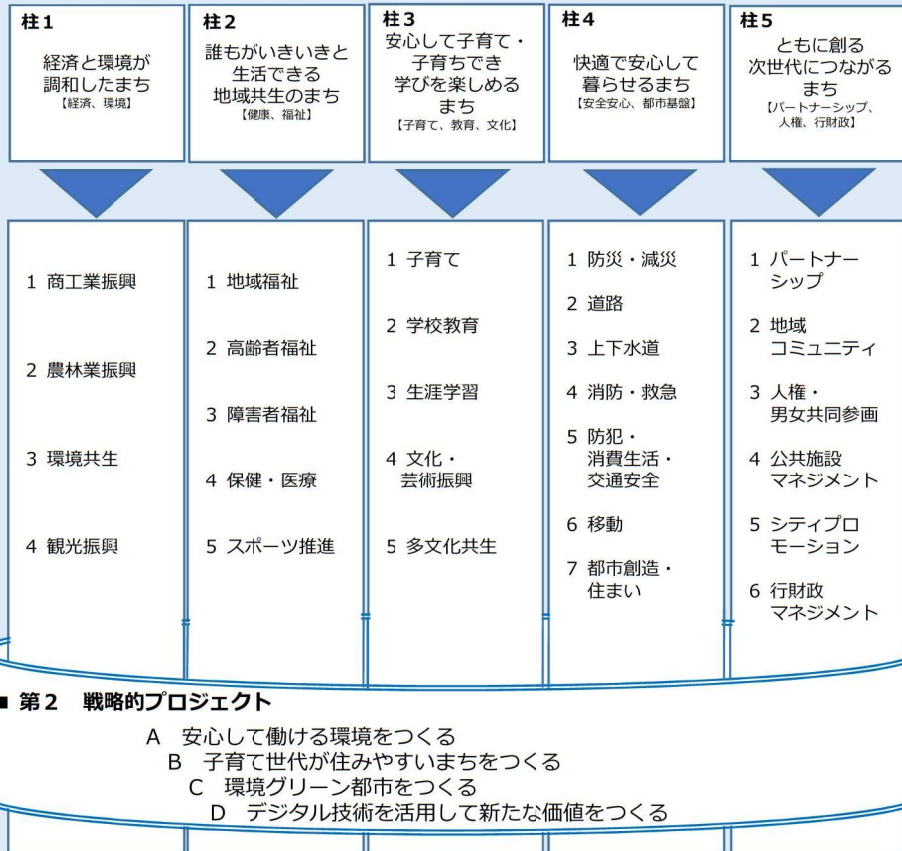 柱1
経済と環境が
調和したまち
【経済、環境】
柱2
誰もがいきいきと
生活できる
地域共生のまち
【健康、福祉】
柱3
安心して子育て・
子育ちでき
学びを楽しめる
まち
【子育て、教育、文化】
柱4
快適で安心して
暮らせるまち
【安全安心、都市基盤】
柱5
ともに創る
次世代につながる
まち
【パートナーシップ、
人権、行財政】
1 商工業振興
2 農林業振興
3 環境共生
4 観光振興
1 地域福祉
2 高齢者福祉
3 障害者福祉
4 保健・医療
5 スポーツ推進
1 子育て
2 学校教育
3 生涯学習
4 文化・
芸術振興
5 多文化共生
1 防災・減災
2 道路
3 上下水道
4 消防・救急
5 防犯・
消費生活・
交通安全
6 移動
7 都市創造・
住まい
1 パートナー
シップ
2 地域
コミュニティ
3 人権・
男女共同参画
4 公共施設
マネジメント
5 シティプロ
モーション
6 行財政
マネジメント
■ 第2 戦略的プロジェクト
A 安心して働ける環境をつくる
B 子育て世代が住みやすいまちをつくる
C 環境グリーン都市をつくる
D デジタル技術を活用して新たな価値をつくる